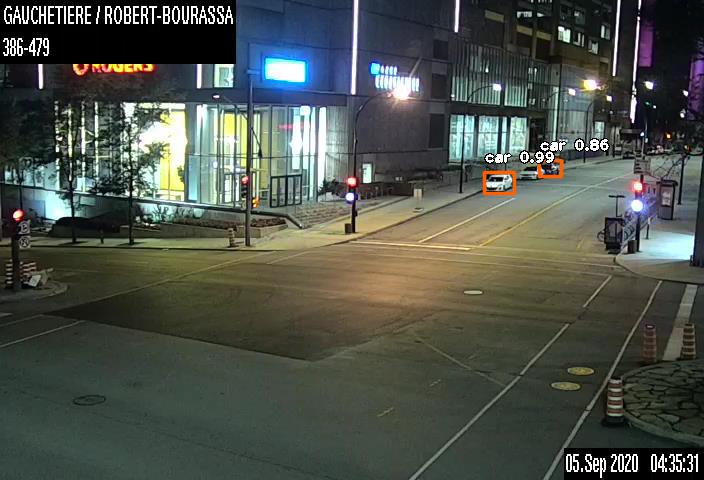 GAUCHETIERE / ROBERT-BOURASSA
386-479
ROGERS
car 0.86
car 0.99
05.Sep 2020 04:35:31